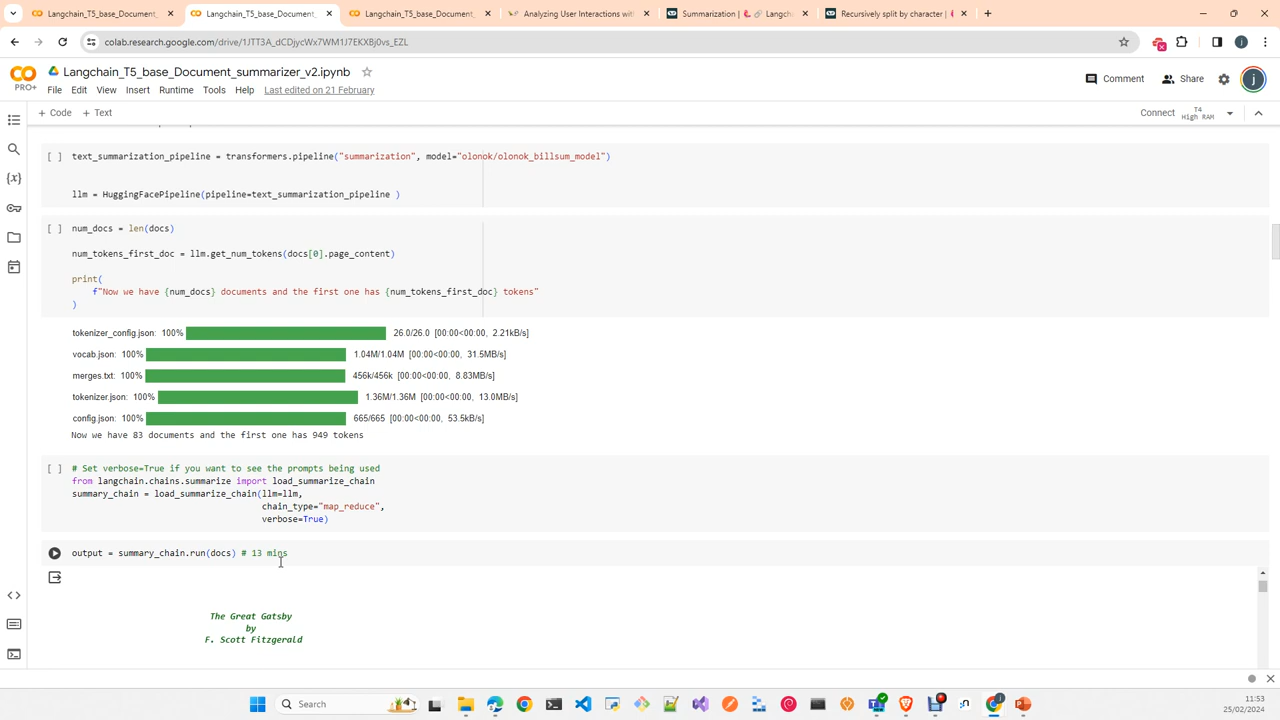 Langchain_T5_base_Document_
Langchain_T5_base_Document_
Langchain_T5_base_Document_
Analyzing User Interactions with
Summarization | 🦜🔗 Langch
Recursively split by character |
colab.research.google.com/drive/1JTT3A_dCDjycWx7WM1J7EKXBj0vs_EZL
PRO+
Langchain_T5_base_Document_summarizer_v2.ipynb
Comment
Share
File Edit View Insert Runtime Tools Help Last edited on 21 February
+ Code + Text
Connect T4 High RAM
[ ] text_summarization_pipeline = transformers.pipeline("summarization", model="olonok/olonok_billsum_model")
llm = HuggingFacePipeline(pipeline=text_summarization_pipeline )
[ ] num_docs = len(docs)
num_tokens_first_doc = llm.get_num_tokens(docs[0].page_content)
print(
f"Now we have {num_docs} documents and the first one has {num_tokens_first_doc} tokens"
)
tokenizer_config.json: 100% 26.0/26.0 [00:00<00:00, 2.21kB/s]
vocab.json: 100% 1.04M/1.04M [00:00<00:00, 31.5MB/s]
merges.txt: 100% 456k/456k [00:00<00:00, 8.83MB/s]
tokenizer.json: 100% 1.36M/1.36M [00:00<00:00, 13.0MB/s]
config.json: 100% 665/665 [00:00<00:00, 53.5kB/s]
Now we have 83 documents and the first one has 949 tokens
[ ] # Set verbose=True if you want to see the prompts being used
from langchain.chains.summarize import load_summarize_chain
summary_chain = load_summarize_chain(llm=llm,
chain_type="map_reduce",
verbose=True)
output = summary_chain.run(docs) # 13 mins
The Great Gatsby
by
F. Scott Fitzgerald
Search
11:53
25/02/2024